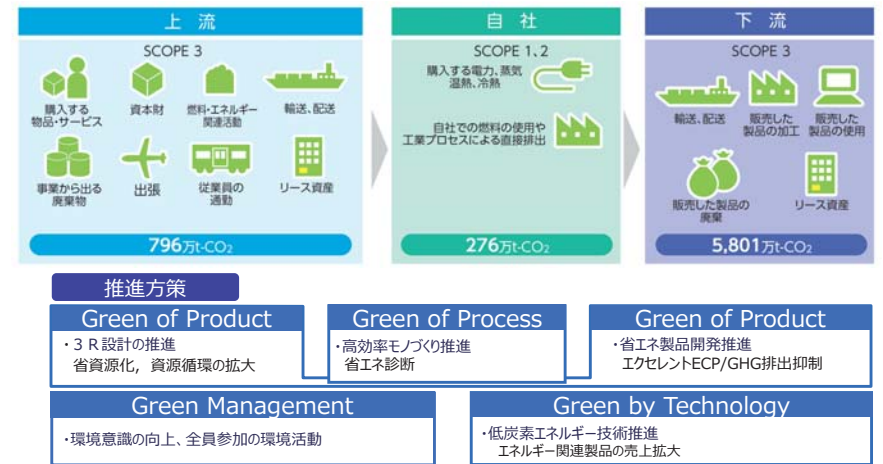 上 流
SCOPE 3
購入する
物品・サービス
資本財
燃料・エネルギー
関連活動
輸送、配送
事業から出る
廃棄物
出張
従業員の
通勤
リース資産
796万t-CO₂
自 社
SCOPE 1、2
購入する電力、蒸気
温熱、冷熱
自社での燃料の使用や
工業プロセスによる直接排出
276万t-CO₂
下 流
SCOPE 3
輸送、配送
販売した
製品の加工
販売した
製品の使用
販売した製品の
廃棄
リース資産
5,801万t-CO₂
推進方策
Green of Product
・３Ｒ設計の推進
省資源化，資源循環の拡大
Green of Process
・高効率モノづくり推進
省エネ診断
Green of Product
・省エネ製品開発推進
エクセレントECP/GHG排出抑制
Green Management
・環境意識の向上、全員参加の環境活動
Green by Technology
・低炭素エネルギー技術推進
エネルギー関連製品の売上拡大